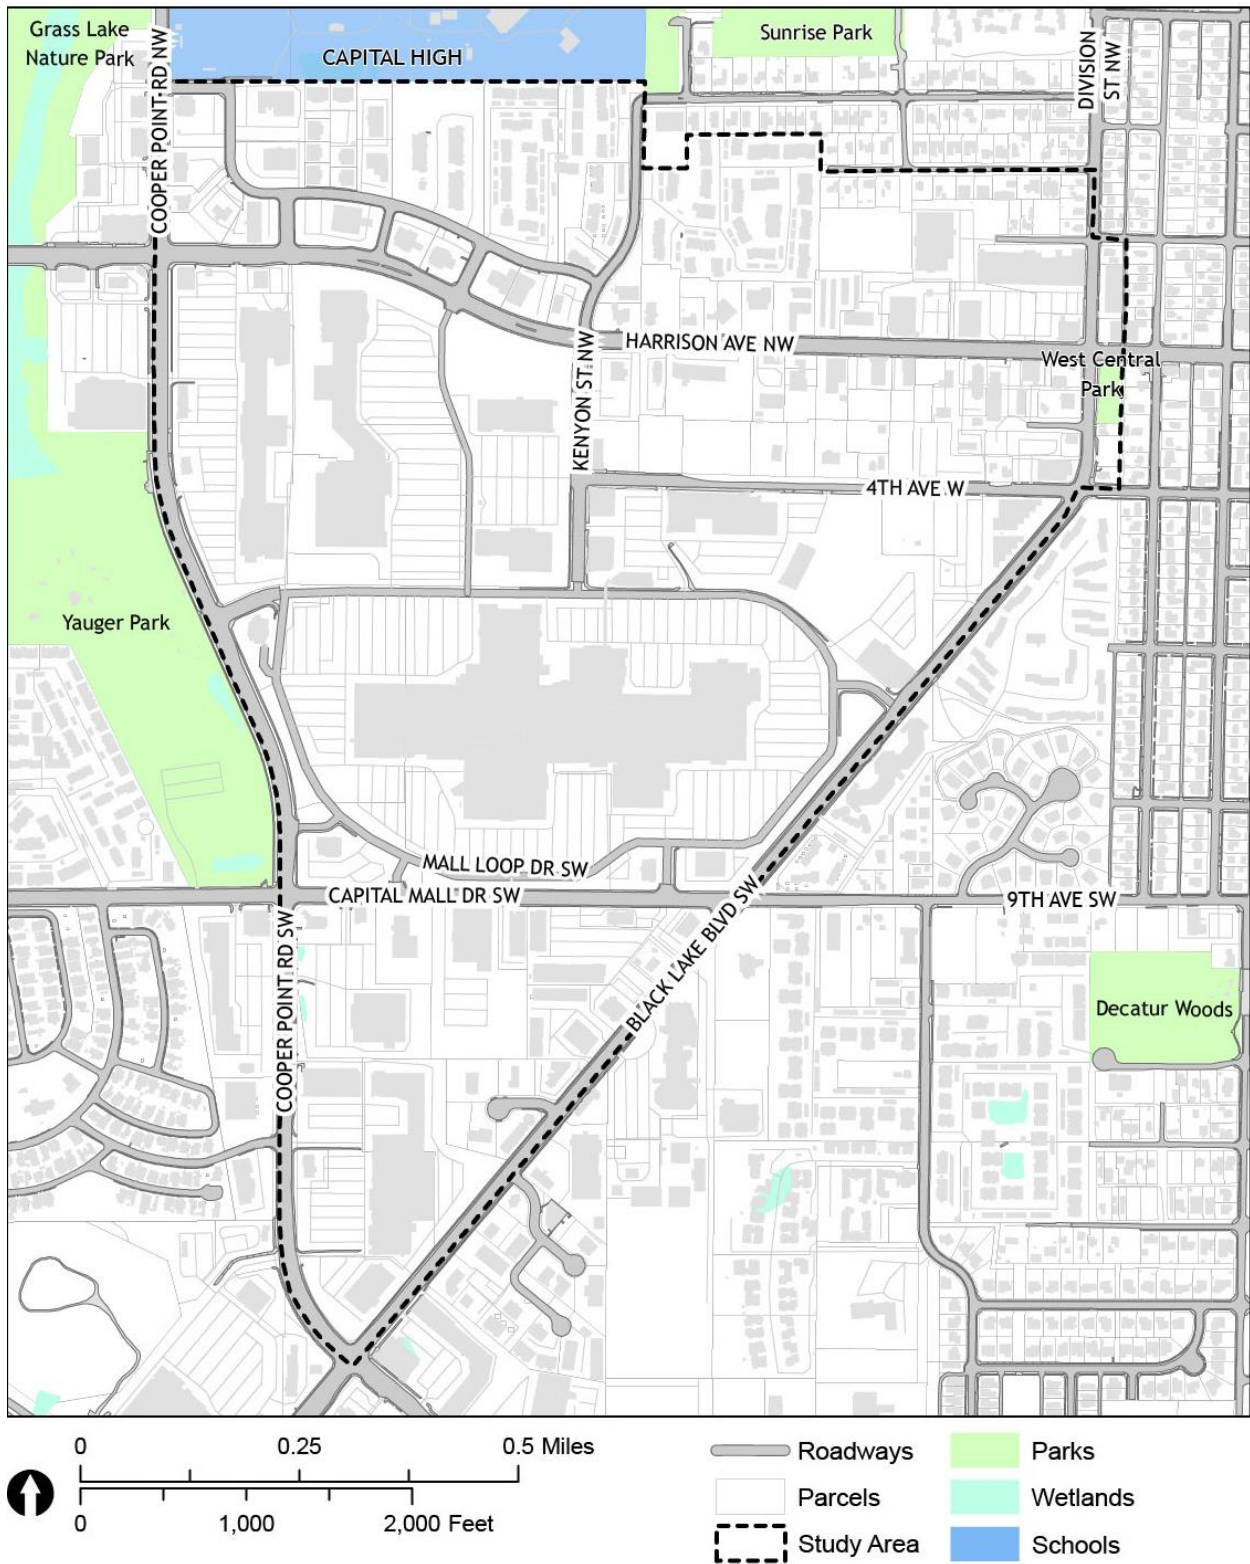 Grass Lake
Nature Park
COOPER POINT RD NW
CAPITAL HIGH
Sunrise Park
DIVISION
ST NW
HARRISON AVE NW
KENYON ST NW
West Central
Park
4TH AVE W
Yauger Park
MALL LOOP DR SW
CAPITAL MALL DR SW
9TH AVE SW
BLACK LAKE BLVD SW
COOPER POINT RD SW
Decatur Woods
0 0.25 0.5 Miles
0 1,000 2,000 Feet
Roadways
Parcels
Study Area
Parks
Wetlands
Schools